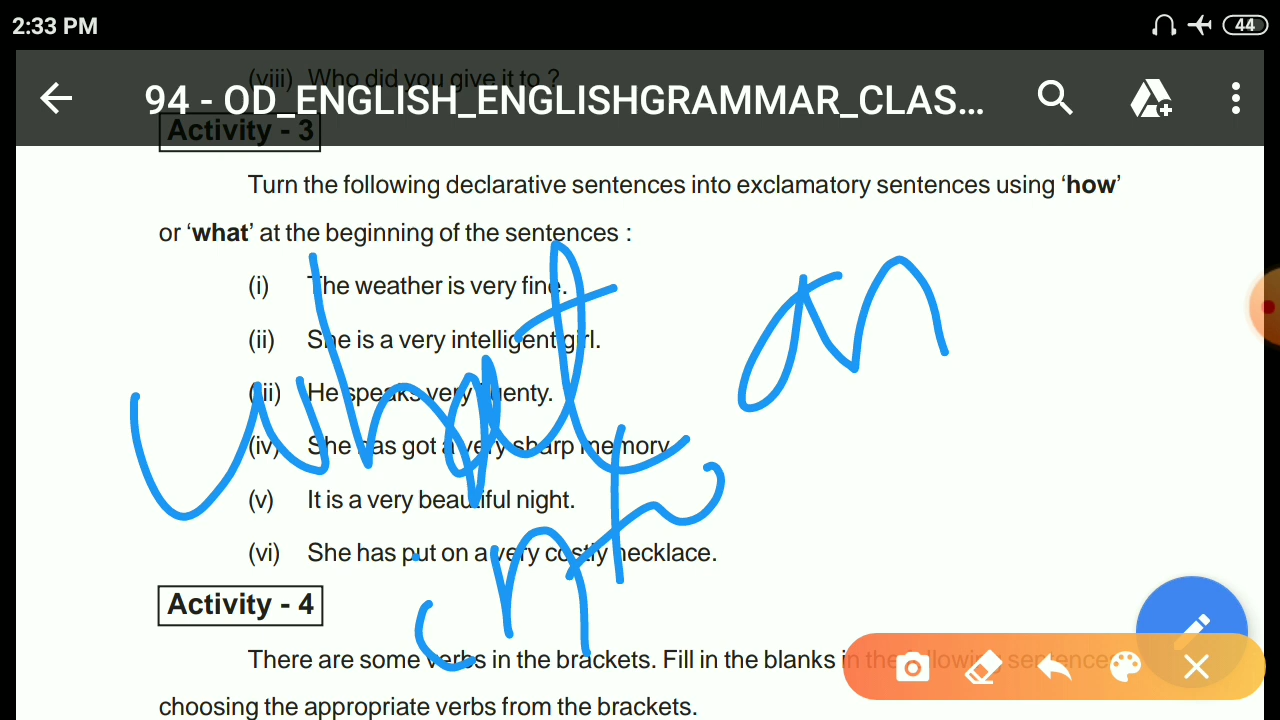 2:33 PM 44
(viii) Who did you give it to ?
94 - OD_ENGLISH_ENGLISHGRAMMAR_CLAS...
Activity - 3
Turn the following declarative sentences into exclamatory sentences using ‘how’
or ‘what’ at the beginning of the sentences :
(i) The weather is very fine.
(ii) She is a very intelligent girl.
(iii) He speaks very fluenty.
(iv) She has got a very sharp memory.
(v) It is a very beautiful night.
(vi) She has put on a very costly necklace.
what an
int
Activity - 4
There are some verbs in the brackets. Fill in the blanks in the following sentences
choosing the appropriate verbs from the brackets.